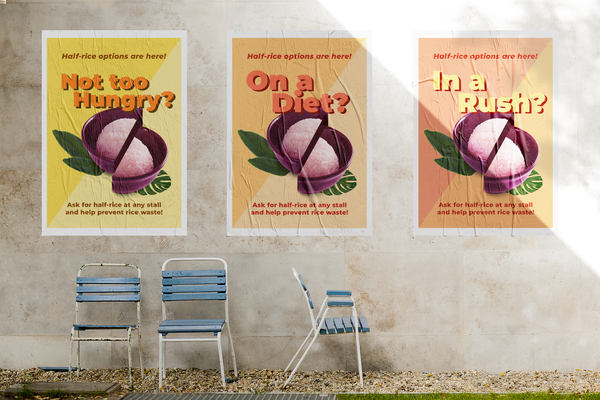 Half-rice options are here!
Not too
Hungry?
Ask for half-rice at any stall
and help prevent rice waste!
Half-rice options are here!
On a
Diet?
Ask for half-rice at any stall
and help prevent rice waste!
Half-rice options are here!
In a
Rush?
Ask for half-rice at any stall
and help prevent rice waste!